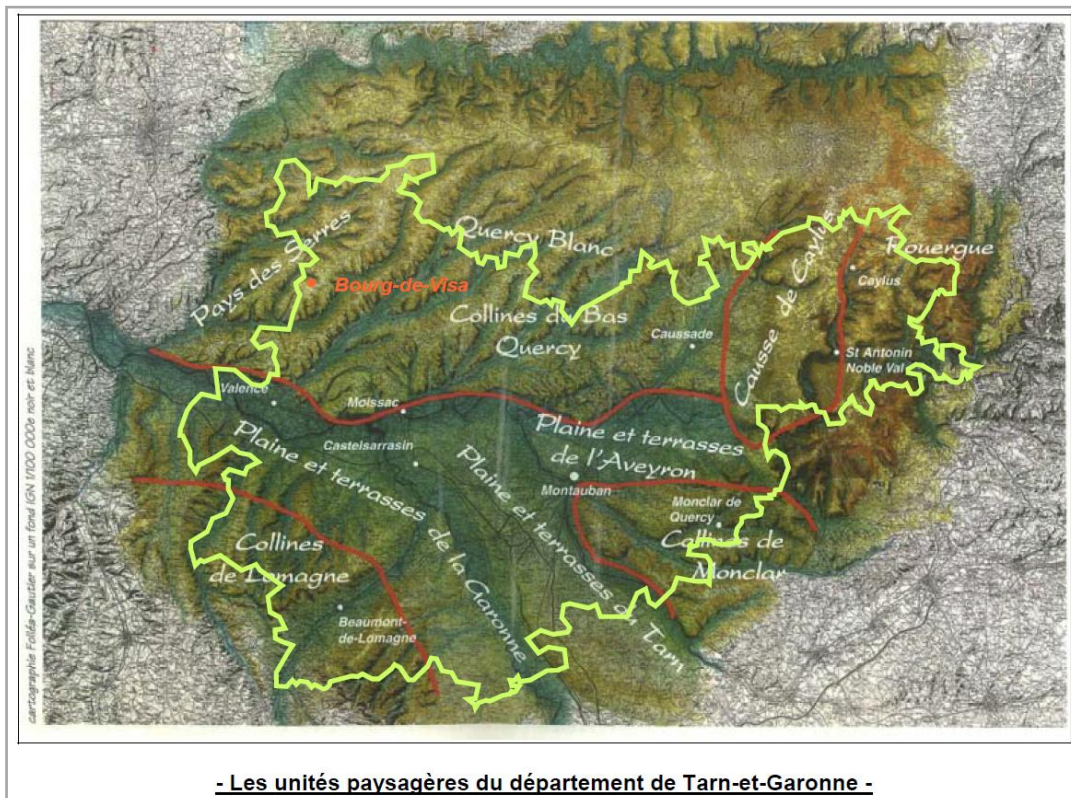 Pays des Serres
Quercy Blanc
Bourg-de-Visa
Collines du Bas
Quercy
Causse de Caylus
Rouergue
Caylus
Caussade
St Antonin
Noble Val
Valence
Moissac
Castelsarrasin
Plaine et terrasses
de l'Aveyron
Montauban
Monclar de
Quercy
Collines de
Monclar
Plaine et terrasses de la Garonne
Plaine et terrasses du Tarn
Collines
de Lomagne
Beaumont-
de-Lomagne
cartographie Folléa-Gautier sur un fond IGN 1/100 000e noir et blanc
- Les unités paysagères du département de Tarn-et-Garonne -